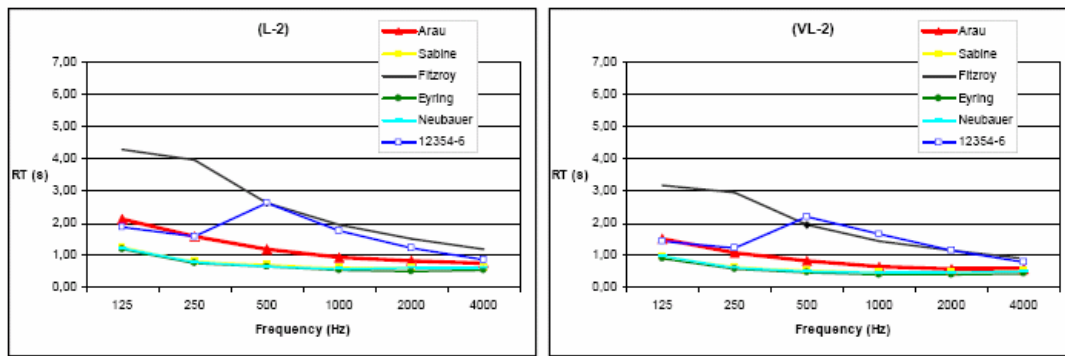 (L-2)
Arau
Sabine
Fitzroy
Eyring
Neubauer
12354-6
7,00
6,00
5,00
4,00
RT (s)
3,00
2,00
1,00
0,00
125 250 500 1000 2000 4000
Frequency (Hz)
(VL-2)
Arau
Sabine
Fitzroy
Eyring
Neubauer
12354-6
7,00
6,00
5,00
4,00
RT (s)
3,00
2,00
1,00
0,00
125 250 500 1000 2000 4000
Frequency (Hz)